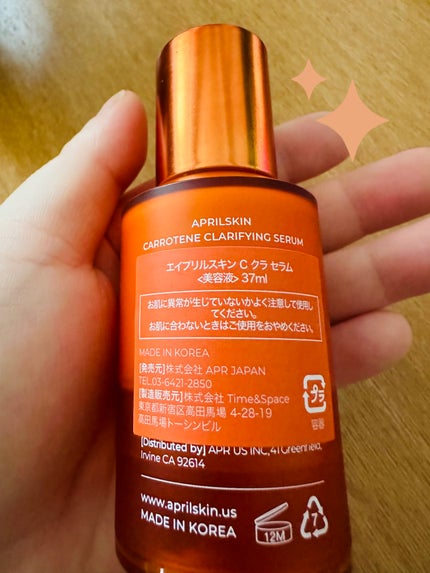 APRILSKIN
CARROTENE CLARIFYING SERUM
エイプリルスキン C クラ セラム
<美容液> 37ml
お肌に異常が生じていないかよく注意して使用し
てください。
お肌に合わないときはご使用をおやめください。
MADE IN KOREA
[発売元]株式会社 APR JAPAN
TEL.03-6421-2850
[製造販売元]株式会社 Time&Space
東京都新宿区高田馬場 4-28-19
高田馬場トーシンビル
プラ
容器
[Distributed by] APR US INC, 41 Greenfield,
Irvine CA 92614
www.aprilskin.us
MADE IN KOREA
12M
7